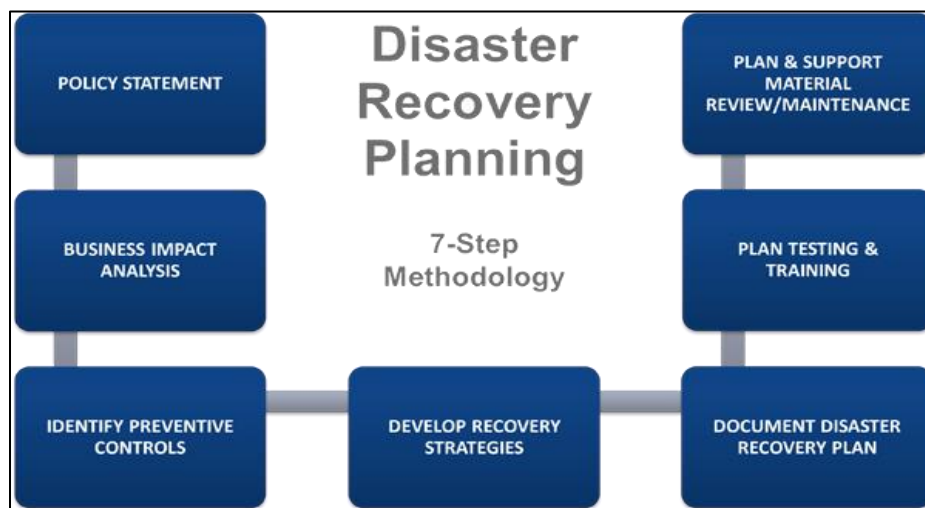 Disaster
Recovery
Planning
7-Step
Methodology
POLICY STATEMENT
BUSINESS IMPACT
ANALYSIS
IDENTIFY PREVENTIVE
CONTROLS
DEVELOP RECOVERY
STRATEGIES
DOCUMENT DISASTER
RECOVERY PLAN
PLAN TESTING &
TRAINING
PLAN & SUPPORT
MATERIAL
REVIEW/MAINTENANCE